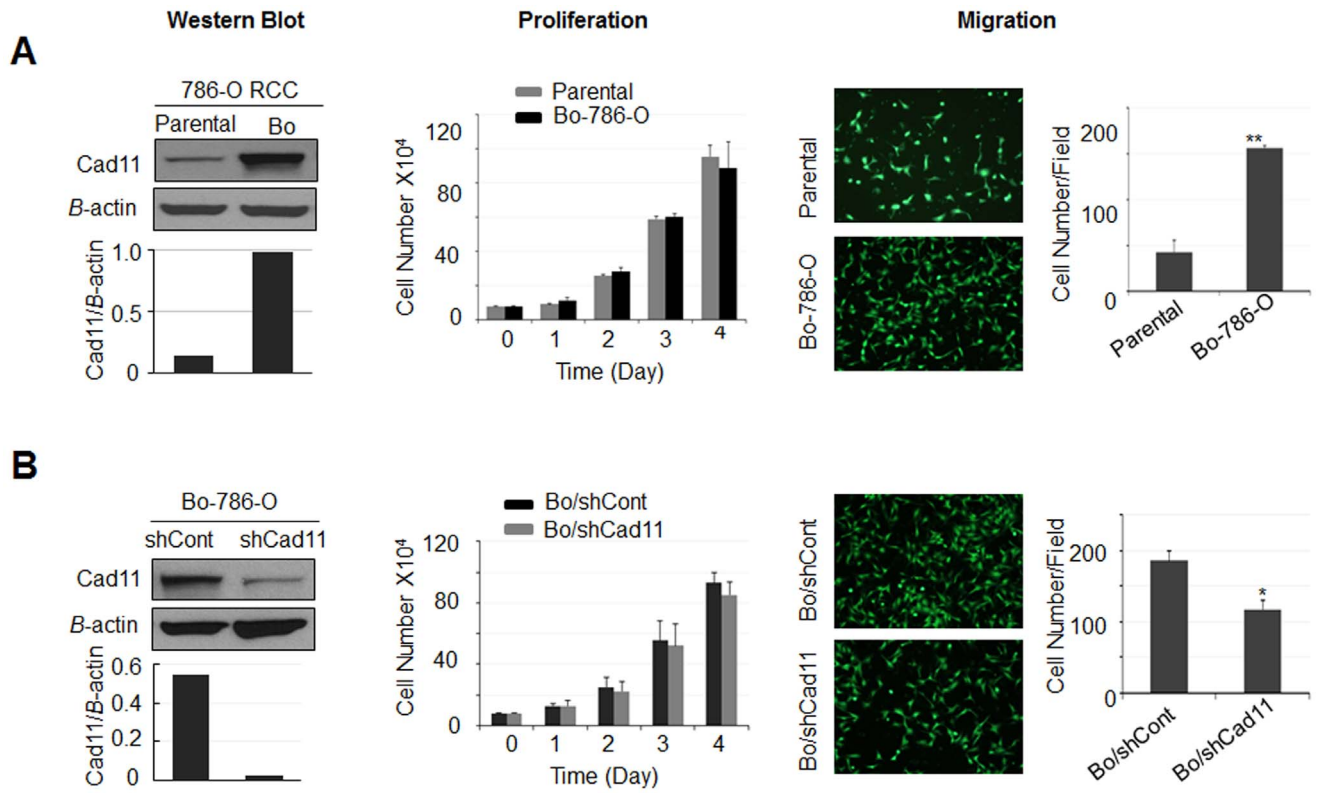 Western Blot
Proliferation
Migration
A
786-O RCC
Parental Bo
Cad11
B-actin
Cad11/B-actin
1.0
0.5
0
Parental
Bo-786-O
Cell Number X10⁴
120
80
40
0
0 1 2 3 4
Time (Day)
Parental
Bo-786-O
Cell Number/Field
200
100
0
**
Parental
Bo-786-O
B
Bo-786-O
shCont shCad11
Cad11
B-actin
Cad11/B-actin
0.6
0.4
0.2
0
Bo/shCont
Bo/shCad11
Cell Number X10⁴
120
80
40
0
0 1 2 3 4
Time (Day)
Bo/shCont
Bo/shCad11
Cell Number/Field
200
100
0
*
Bo/shCont
Bo/shCad11